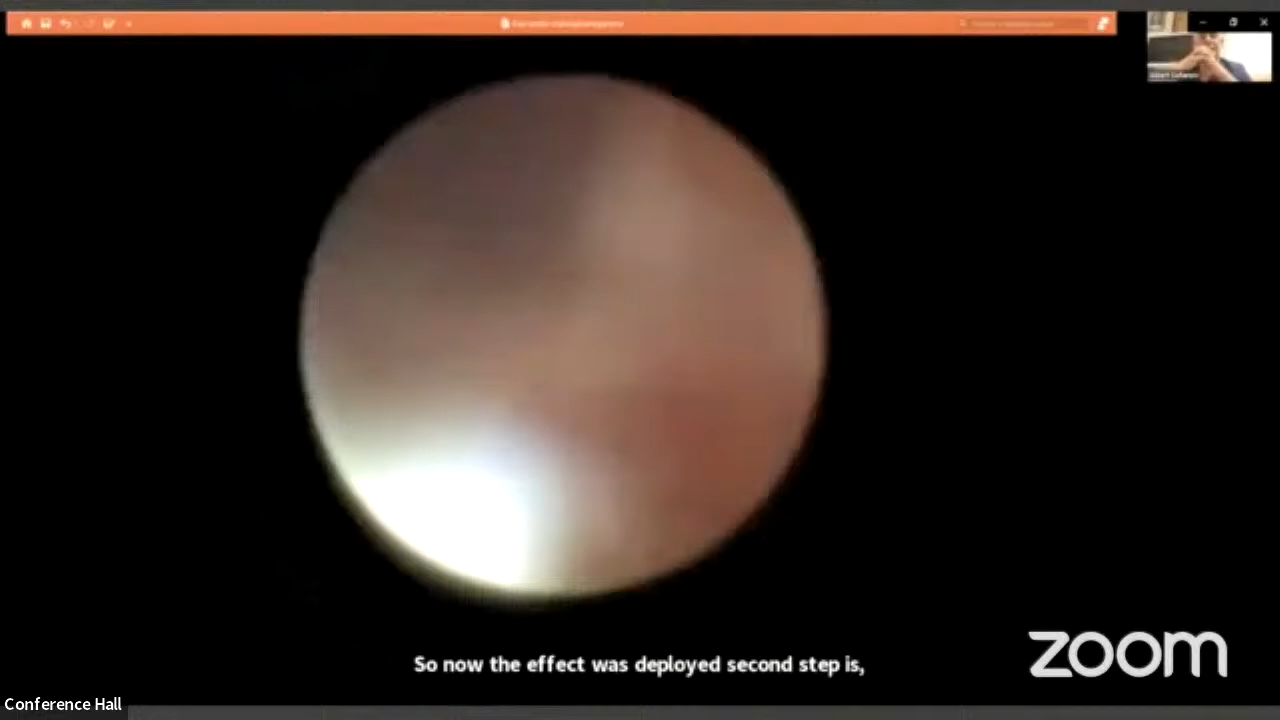 So now the effect was deployed second step is,
zoom
Conference Hall